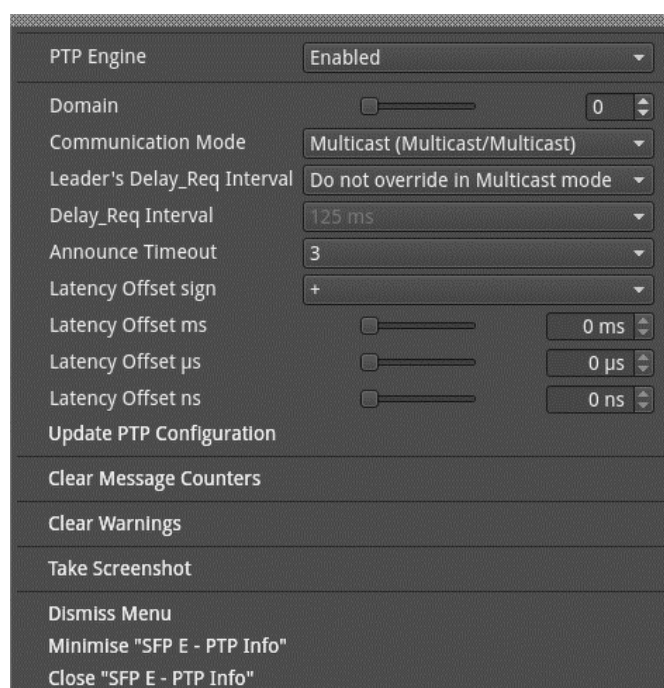 PTP Engine Enabled
Domain 0
Communication Mode Multicast (Multicast/Multicast)
Leader's Delay_Req Interval Do not override in Multicast mode
Delay_Req Interval 125 ms
Announce Timeout 3
Latency Offset sign +
Latency Offset ms 0 ms
Latency Offset µs 0 µs
Latency Offset ns 0 ns
Update PTP Configuration
Clear Message Counters
Clear Warnings
Take Screenshot
Dismiss Menu
Minimise "SFP E - PTP Info"
Close "SFP E - PTP Info"